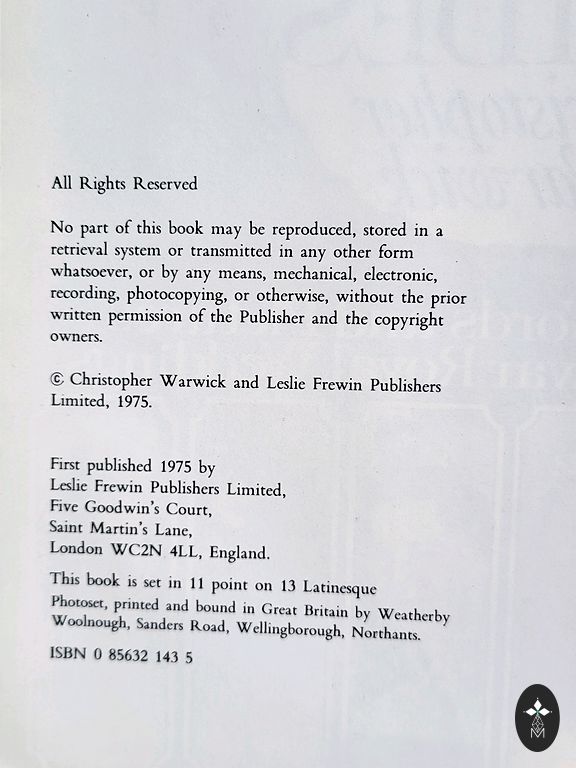 All Rights Reserved
No part of this book may be reproduced, stored in a
retrieval system or transmitted in any other form
whatsoever, or by any means, mechanical, electronic,
recording, photocopying, or otherwise, without the prior
written permission of the Publisher and the copyright
owners.
© Christopher Warwick and Leslie Frewin Publishers
Limited, 1975.
First published 1975 by
Leslie Frewin Publishers Limited,
Five Goodwin's Court,
Saint Martin's Lane,
London WC2N 4LL, England.
This book is set in 11 point on 13 Latinesque
Photoset, printed and bound in Great Britain by Weatherby
Woolnough, Sanders Road, Wellingborough, Northants.
ISBN 0 85632 143 5